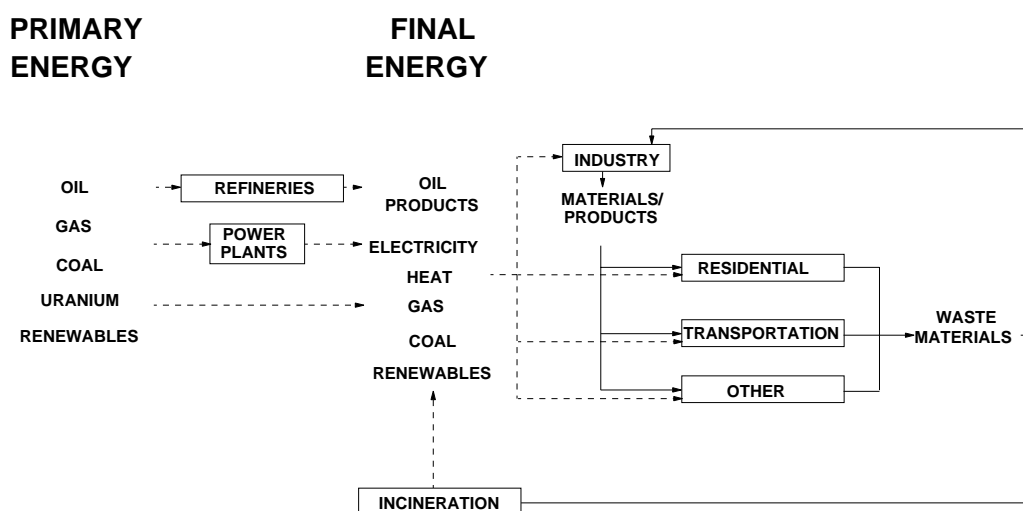 PRIMARY
ENERGY
FINAL
ENERGY
OIL
GAS
COAL
URANIUM
RENEWABLES
REFINERIES
POWER
PLANTS
OIL
PRODUCTS
ELECTRICITY
HEAT
GAS
COAL
RENEWABLES
INDUSTRY
MATERIALS/
PRODUCTS
RESIDENTIAL
TRANSPORTATION
OTHER
WASTE
MATERIALS
INCINERATION